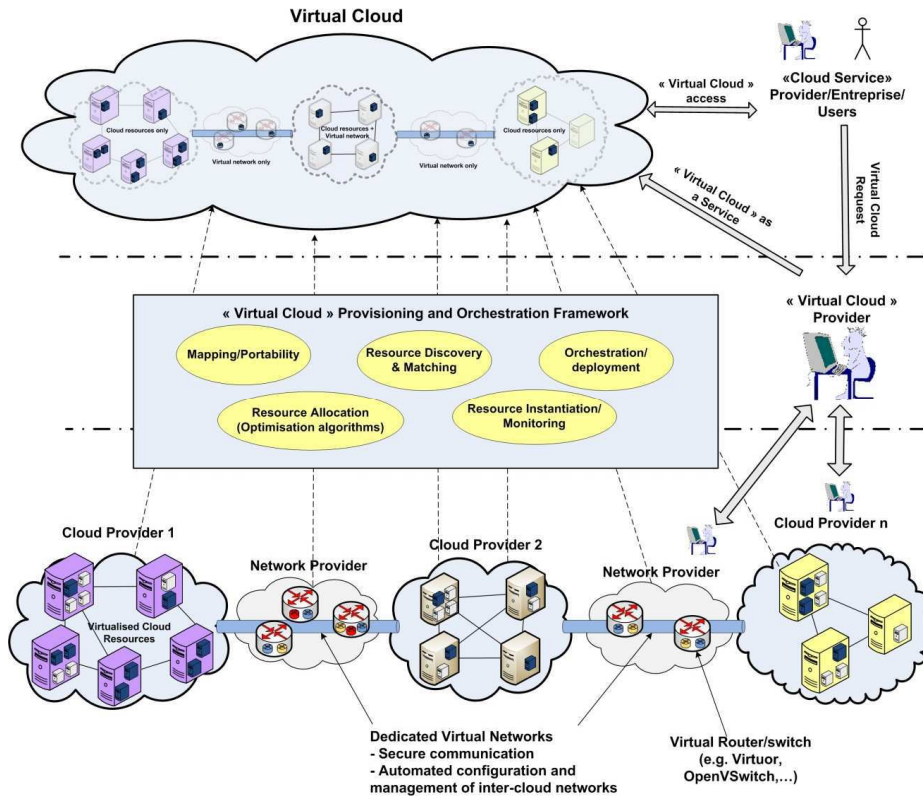 Virtual Cloud
« Virtual Cloud »
access
«Cloud Service»
Provider/Entreprise/
Users
Cloud resources only
Virtual network only
Cloud resources +
Virtual network
Virtual network only
Cloud resources only
« Virtual Cloud » as
a Service
Virtual Cloud
Request
« Virtual Cloud » Provisioning and Orchestration Framework
Mapping/Portability
Resource Discovery
& Matching
Orchestration/
deployment
Resource Allocation
(Optimisation algorithms)
Resource Instantiation/
Monitoring
« Virtual Cloud »
Provider
Cloud Provider 1
Virtualised Cloud
Resources
Network Provider
Cloud Provider 2
Network Provider
Cloud Provider n
Dedicated Virtual Networks
- Secure communication
- Automated configuration and
management of inter-cloud networks
Virtual Router/switch
(e.g. Virtuor,
OpenVSwitch,...)